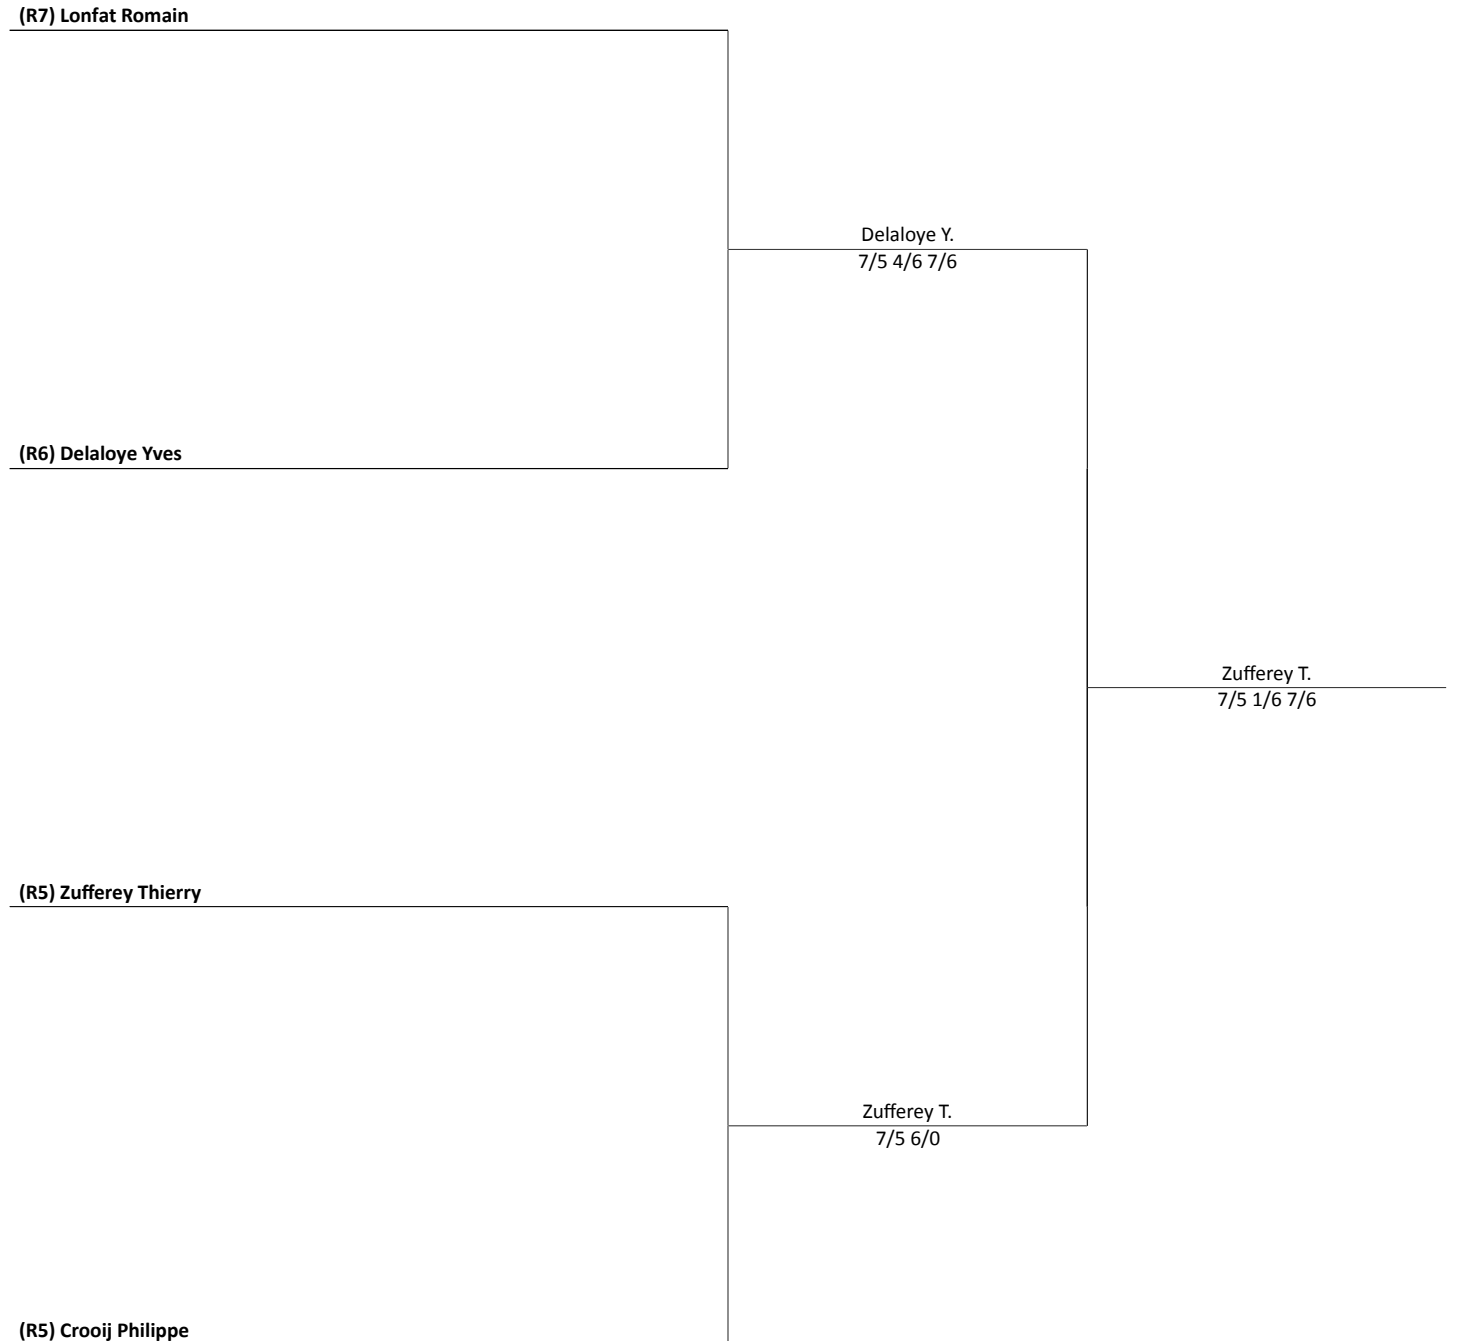 (R7) Lonfat Romain
Delaloye Y.
7/5 4/6 7/6
(R6) Delaloye Yves
Zufferey T.
7/5 1/6 7/6
(R5) Zufferey Thierry
Zufferey T.
7/5 6/0
(R5) Crooij Philippe